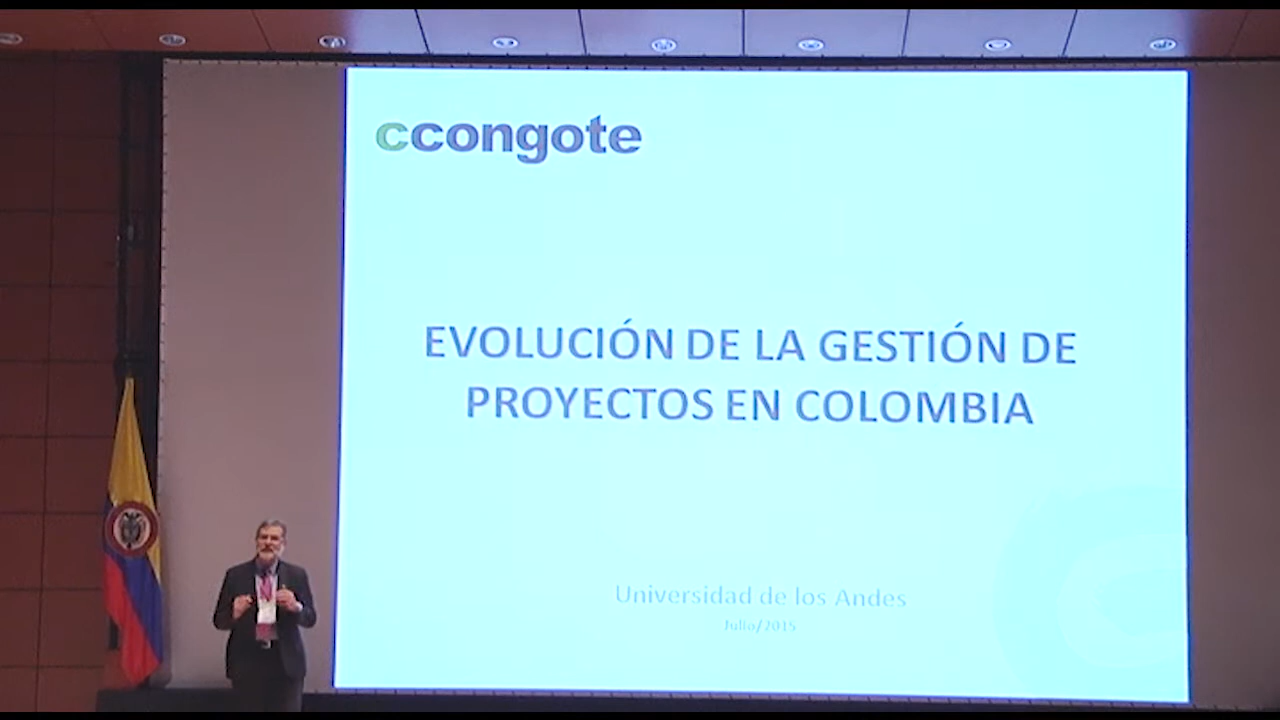 ccongote
EVOLUCIÓN DE LA GESTIÓN DE
PROYECTOS EN COLOMBIA
Universidad de los Andes
Julio/2015